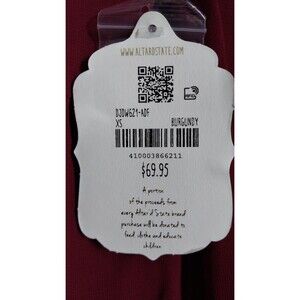 WWW.ALTARDSTATE.COM
DJDW621-ADF
XS BURGUNDY
410003866211
$69.95
A portion
of the proceeds from
every Altar'd State brand
purchase will be donated to
feed, clothe and educate
children.